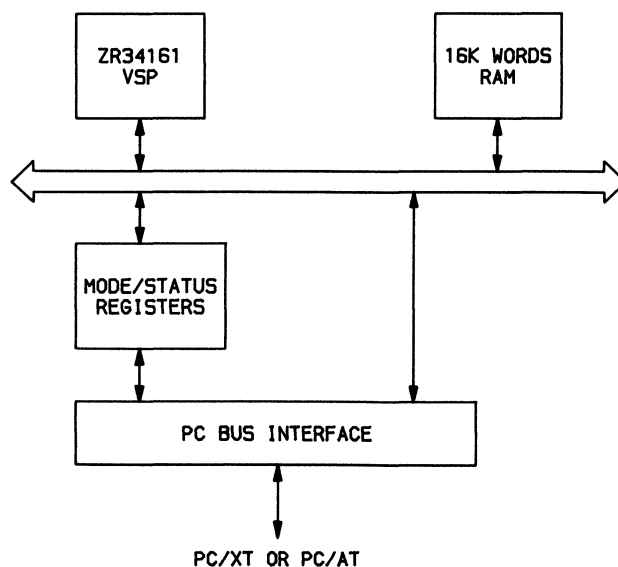 ZR34161
VSP
16K WORDS
RAM
MODE/STATUS
REGISTERS
PC BUS INTERFACE
PC/XT OR PC/AT